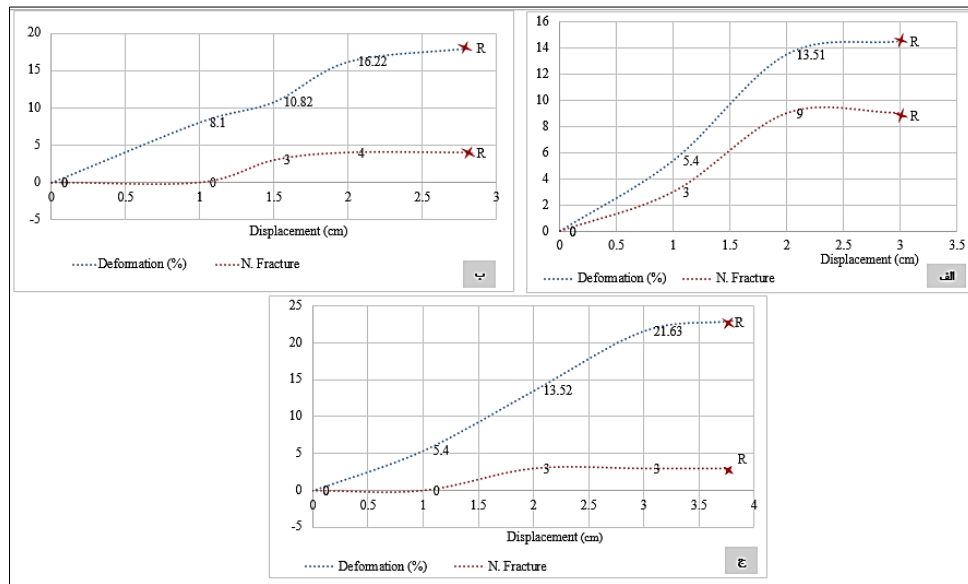 20
15
10
5
0
-5
R
16.22
10.82
8.1
3
4
R
0
0
0 0.5 1 1.5 2 2.5 3
Displacement (cm)
Deformation (%) N. Fracture
ب
16
14
12
10
8
6
4
2
0
R
13.51
9
R
5.4
3
0
0 0.5 1 1.5 2 2.5 3 3.5
Displacement (cm)
Deformation (%) N. Fracture
الف
25
20
15
10
5
0
-5
R
21.63
13.52
5.4
R
3
3
0
0
0 0.5 1 1.5 2 2.5 3 3.5 4
Displacement (cm)
Deformation (%) N. Fracture
ج